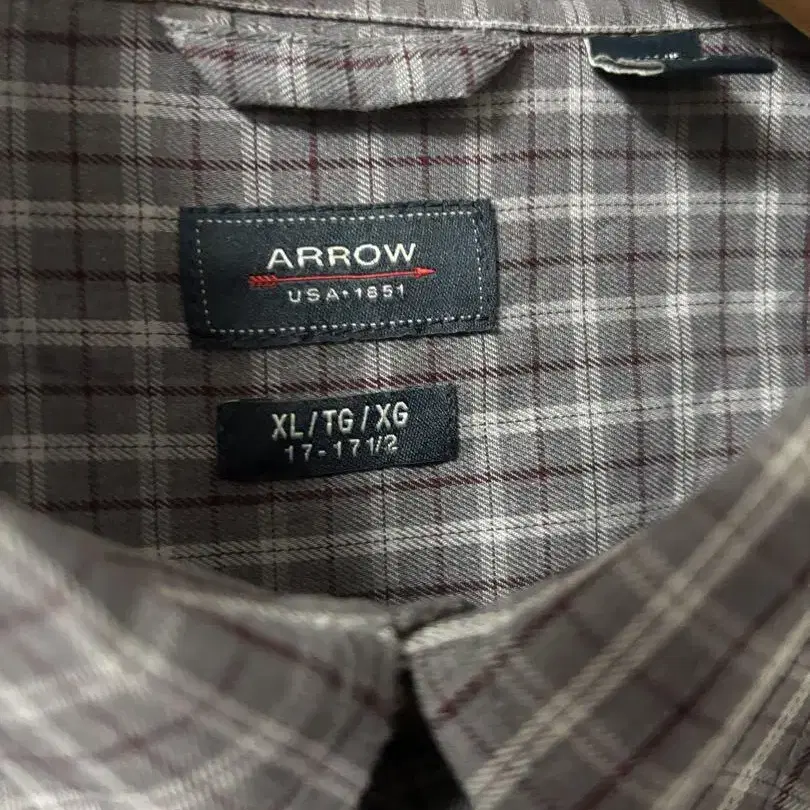 ARROW
USA•1851
XL/TG/XG
17-17 1/2